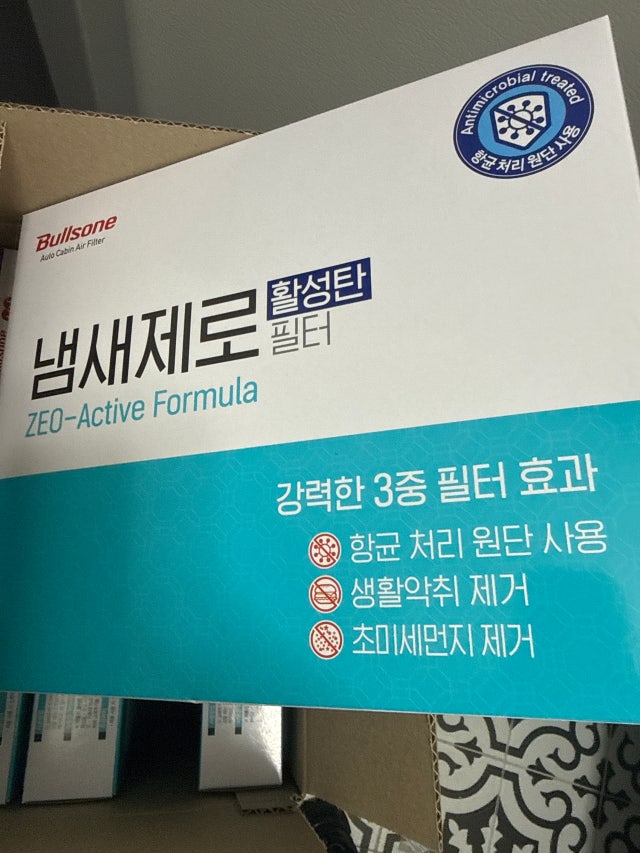 Antimicrobial treated
항균 처리 원단 사용
Bullsone
Auto Cabin Air Filter
냄새제로 활성탄
필터
ZEO-Active Formula
강력한 3중 필터 효과
항균 처리 원단 사용
생활악취 제거
초미세먼지 제거